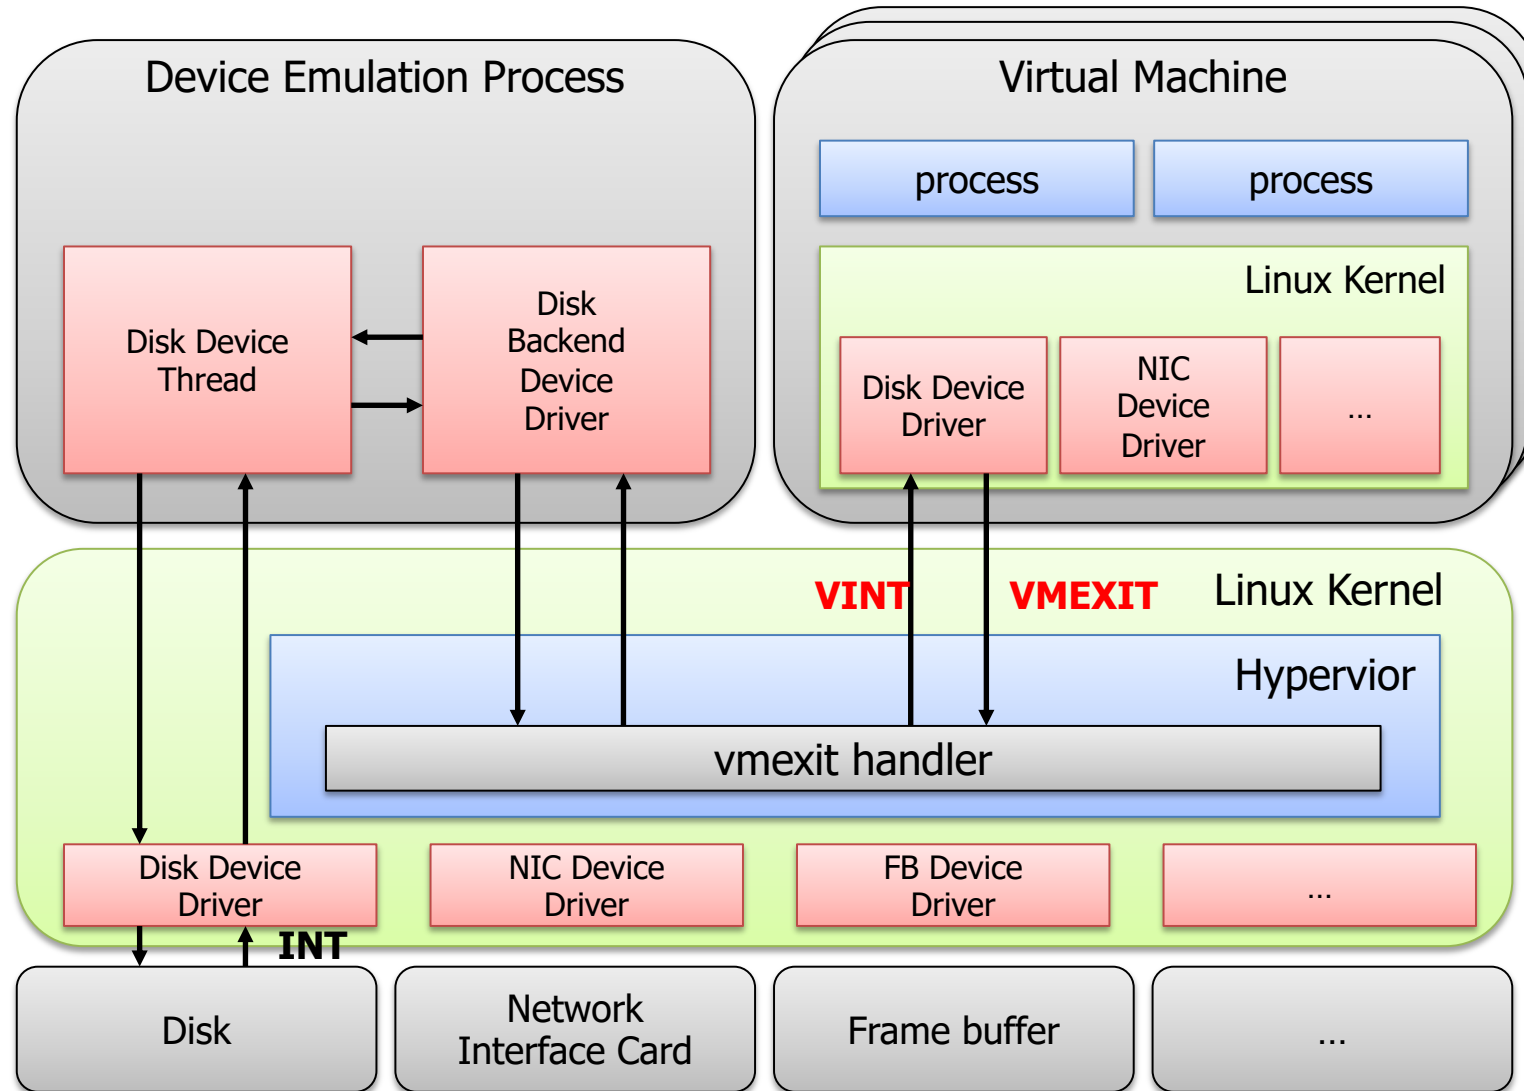 Device Emulation Process
Disk Device
Thread
Disk
Backend
Device
Driver
Virtual Machine
process
process
Linux Kernel
Disk Device
Driver
NIC
Device
Driver
...
VINT
VMEXIT
Linux Kernel
Hypervior
vmexit handler
Disk Device
Driver
NIC Device
Driver
FB Device
Driver
...
INT
Disk
Network
Interface Card
Frame buffer
...